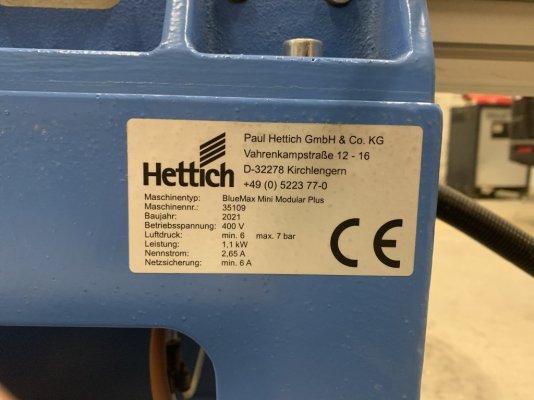 Hettich
Paul Hettich GmbH & Co. KG
Vahrenkampstraße 12 - 16
D-32278 Kirchlengern
+49 (0) 5223 77-0
Maschinentyp: BlueMax Mini Modular Plus
Maschinennr.: 35109
Baujahr: 2021
Betriebsspannung: 400 V
Luftdruck: min. 6 max. 7 bar
Leistung: 1,1 kW
Nennstrom: 2,65 A
Netzsicherung: min. 6 A
CE